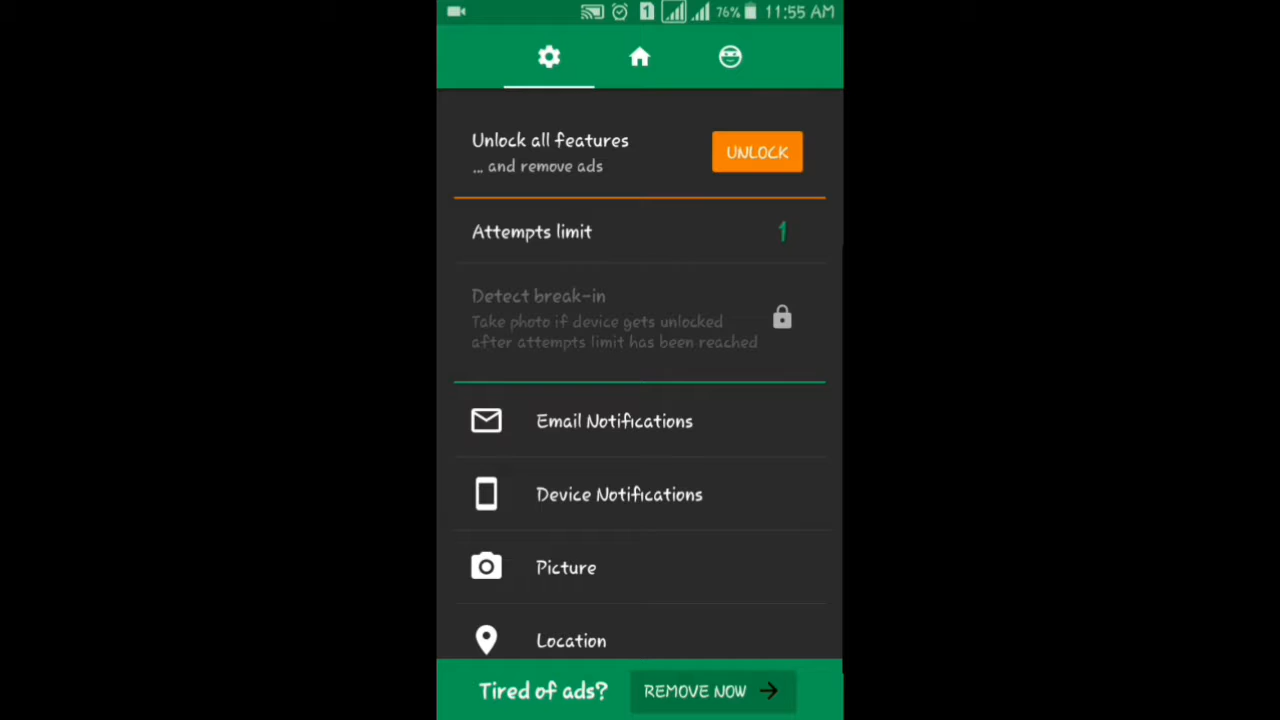 1 76% 11:55 AM
Unlock all features
... and remove ads
UNLOCK
Attempts limit 1
Detect break-in
Take photo if device gets unlocked
after attempts limit has been reached
Email Notifications
Device Notifications
Picture
Location
Tired of ads? REMOVE NOW